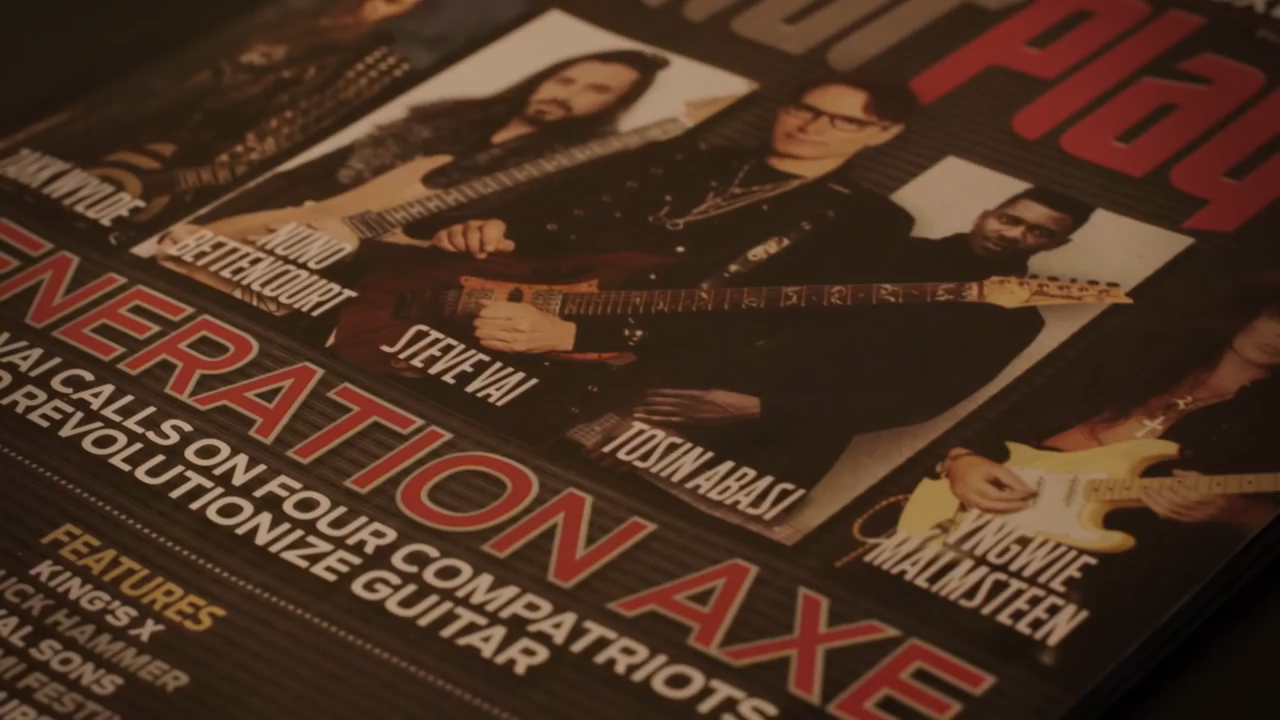 Play
ZAKK WYLDE
NUNO
BETTENCOURT
STEVE VAI
TOSIN ABASI
YNGWIE
MALMSTEEN
ENERATION AXE
VAI CALLS ON FOUR COMPATRIOTS
REVOLUTIONIZE GUITAR
FEATURES
KING'S X
HAMMER
SONS